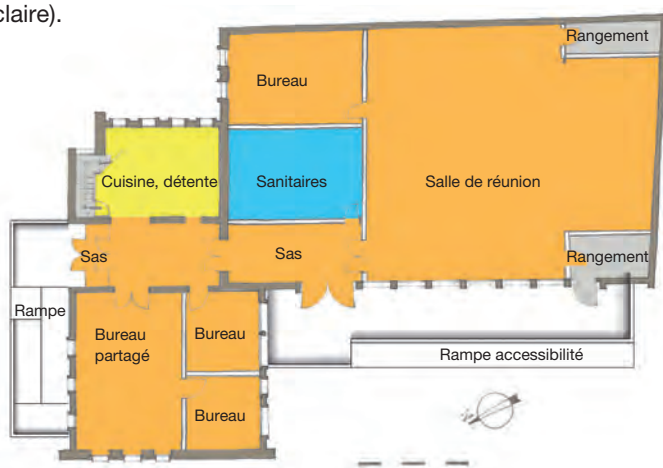 claire).
Rangement
Bureau
Cuisine, détente
Sanitaires
Salle de réunion
Sas
Sas
Rangement
Rampe
Bureau
partagé
Bureau
Rampe accessibilité
Bureau